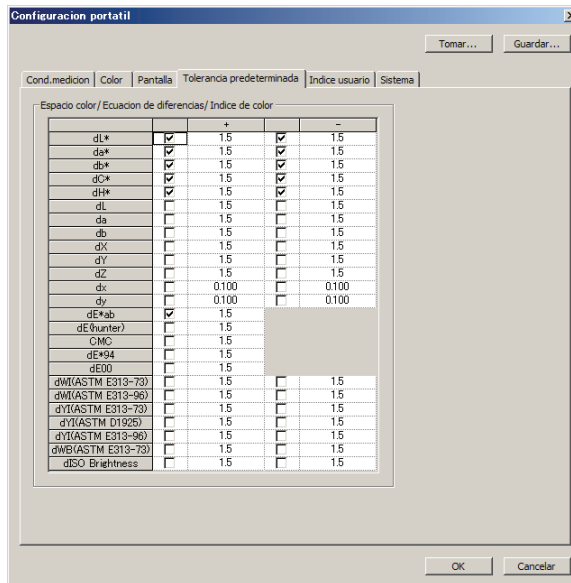 Configuracion portatil
Tomar... Guardar...
Cond.medicion Color Pantalla Tolerancia predeterminada Indice usuario Sistema
Espacio color/ Ecuacion de diferencias/ Indice de color
+ -
dL* 1.5 1.5
da* 1.5 1.5
db* 1.5 1.5
dC* 1.5 1.5
dH* 1.5 1.5
dL 1.5 1.5
da 1.5 1.5
db 1.5 1.5
dX 1.5 1.5
dY 1.5 1.5
dZ 1.5 1.5
dx 0.100 0.100
dy 0.100 0.100
dE*ab 1.5
dE(hunter) 1.5
CMC 1.5
dE*94 1.5
dE00 1.5
dWI(ASTM E313-73) 1.5 1.5
dWI(ASTM E313-96) 1.5 1.5
dYI(ASTM E313-73) 1.5 1.5
dYI(ASTM D1925) 1.5 1.5
dYI(ASTM E313-96) 1.5 1.5
dWB(ASTM E313-73) 1.5 1.5
dISO Brightness 1.5 1.5
OK Cancelar